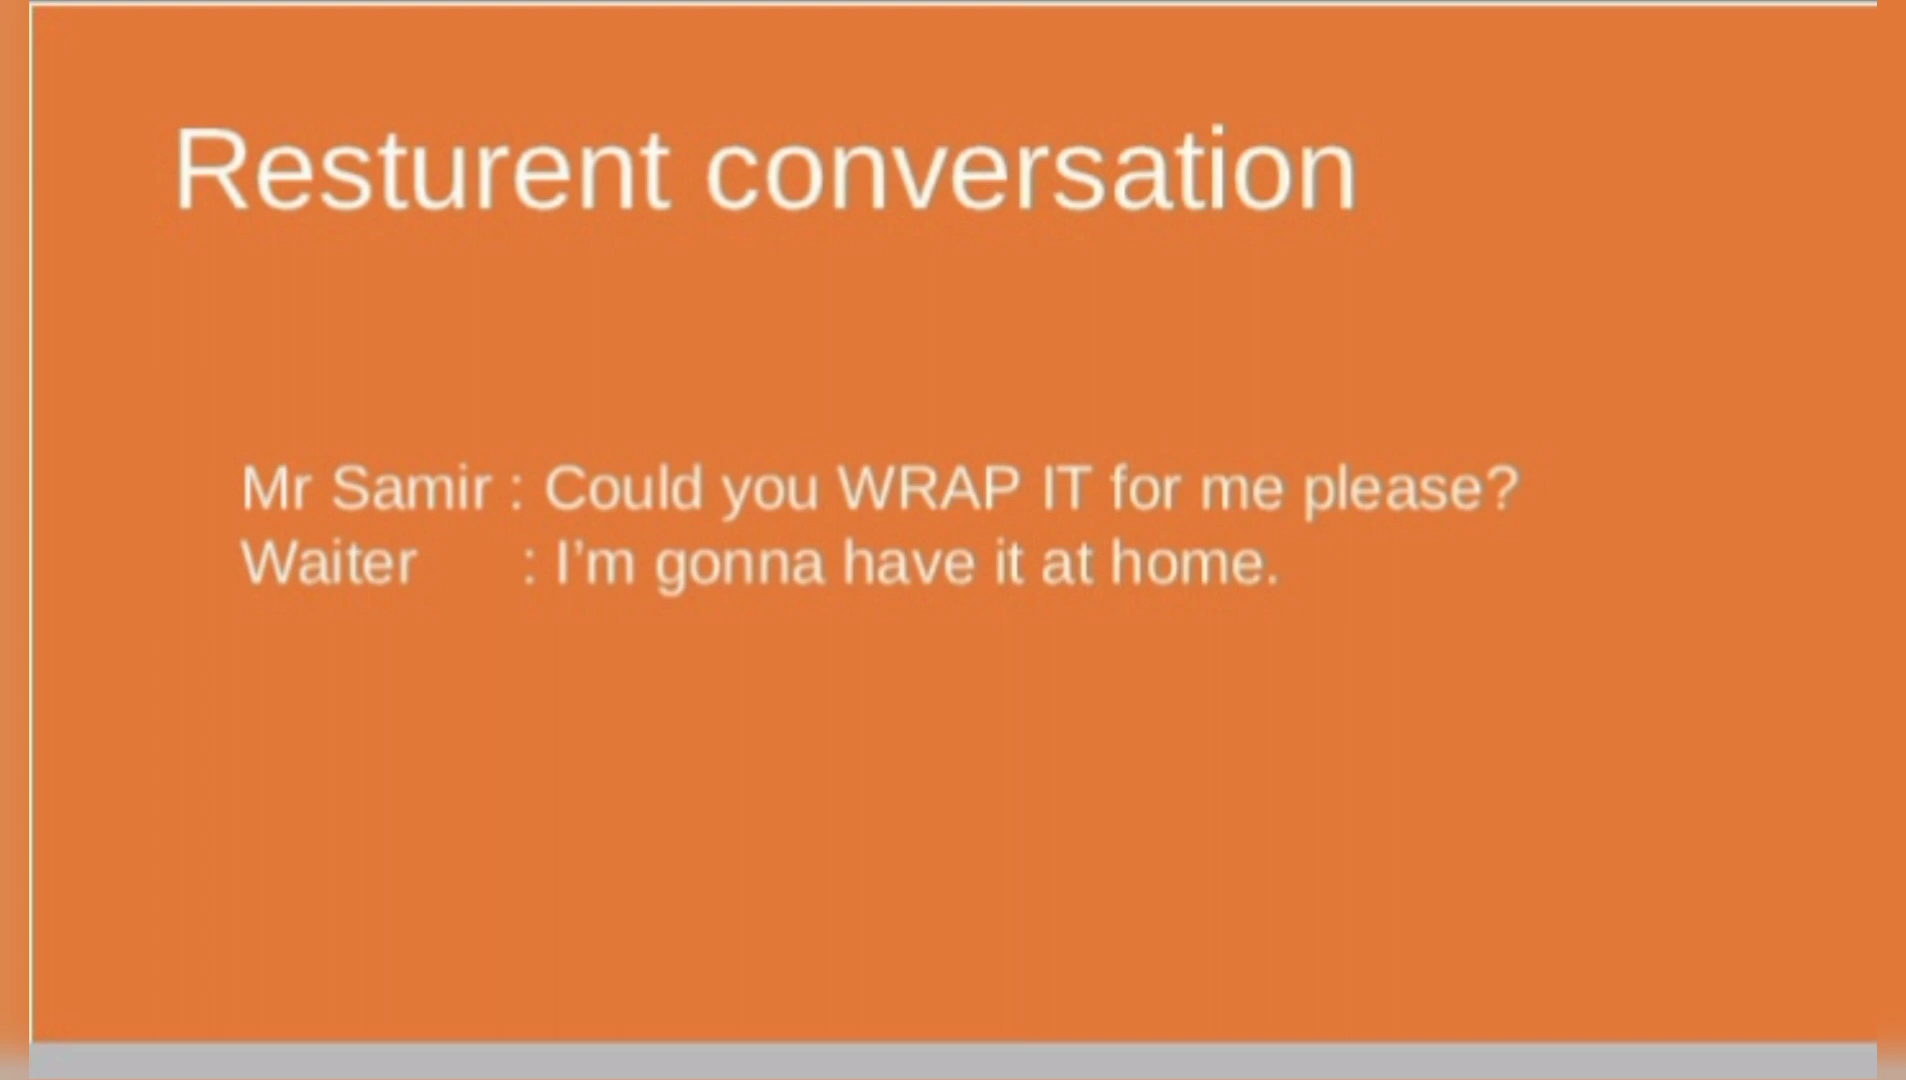 Resturent conversation
Mr Samir : Could you WRAP IT for me please?
Waiter : I’m gonna have it at home.